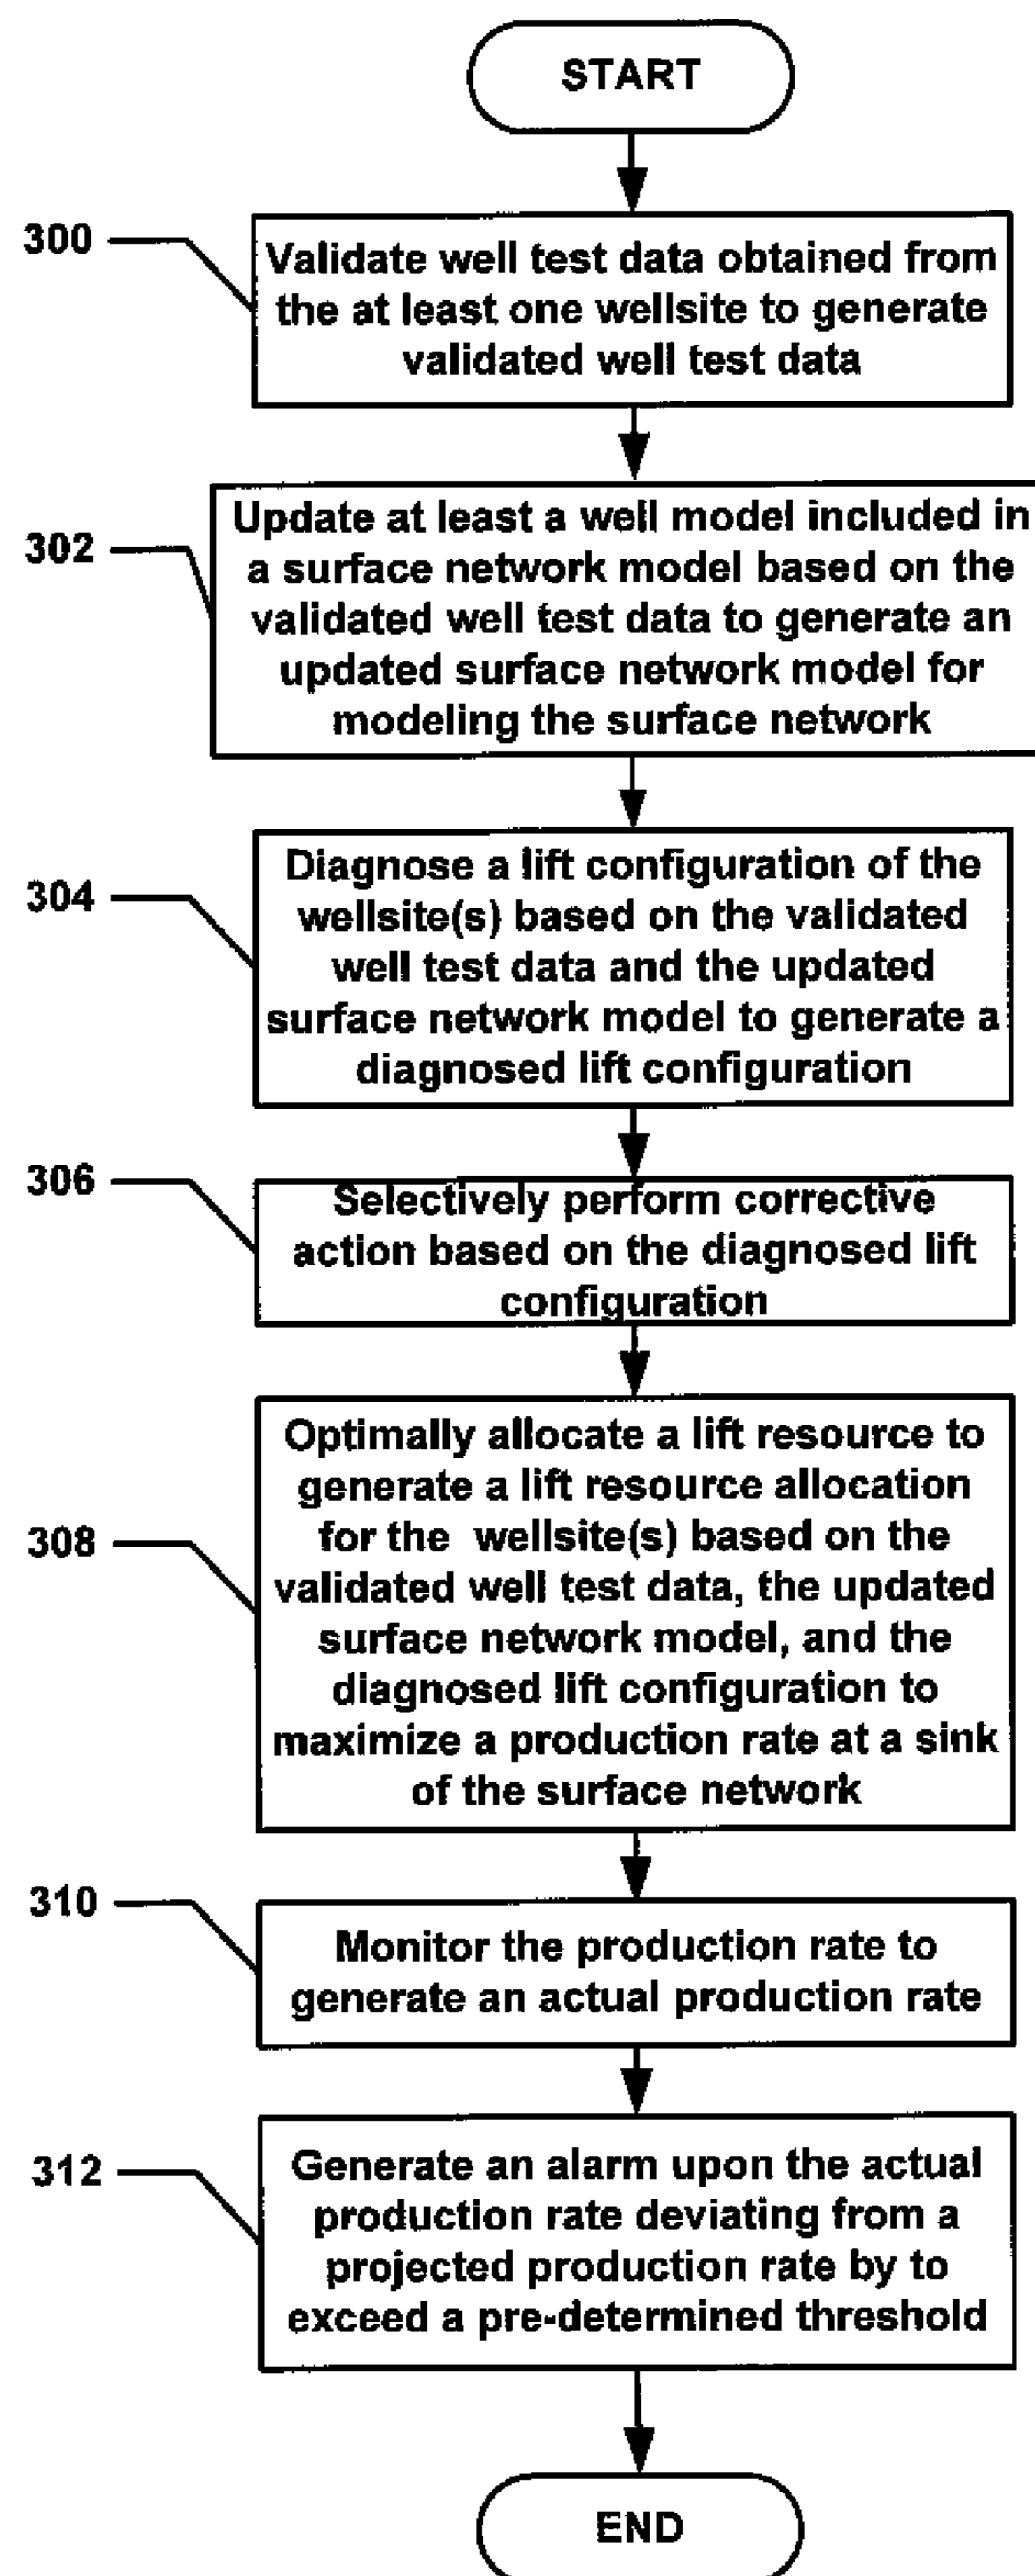 START
300
Validate well test data obtained from
the at least one wellsite to generate
validated well test data
302
Update at least a well model included in
a surface network model based on the
validated well test data to generate an
updated surface network model for
modeling the surface network
304
Diagnose a lift configuration of the
wellsite(s) based on the validated
well test data and the updated
surface network model to generate a
diagnosed lift configuration
306
Selectively perform corrective
action based on the diagnosed lift
configuration
308
Optimally allocate a lift resource to
generate a lift resource allocation
for the wellsite(s) based on the
validated well test data, the updated
surface network model, and the
diagnosed lift configuration to
maximize a production rate at a sink
of the surface network
310
Monitor the production rate to
generate an actual production rate
312
Generate an alarm upon the actual
production rate deviating from a
projected production rate by to
exceed a pre-determined threshold
END